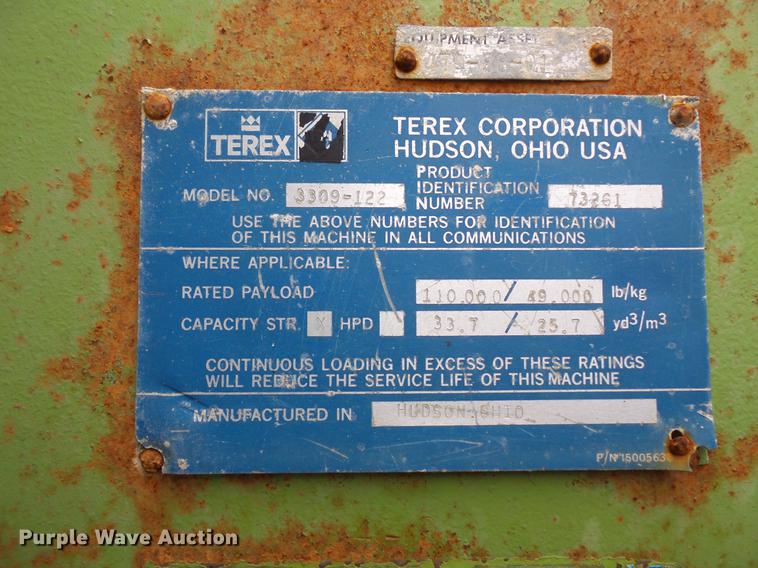 UIPMENT ASSE
TEREX
TEREX CORPORATION
HUDSON, OHIO USA
MODEL NO. 3309-122
PRODUCT
IDENTIFICATION
NUMBER 73261
USE THE ABOVE NUMBERS FOR IDENTIFICATION
OF THIS MACHINE IN ALL COMMUNICATIONS
WHERE APPLICABLE:
RATED PAYLOAD 110.000 / 49.000 lb/kg
CAPACITY STR. X HPD 33.7 / 25.7 yd³/m³
CONTINUOUS LOADING IN EXCESS OF THESE RATINGS
WILL REDUCE THE SERVICE LIFE OF THIS MACHINE
MANUFACTURED IN HUDSON OHIO
P/N 1500563
Purple Wave Auction